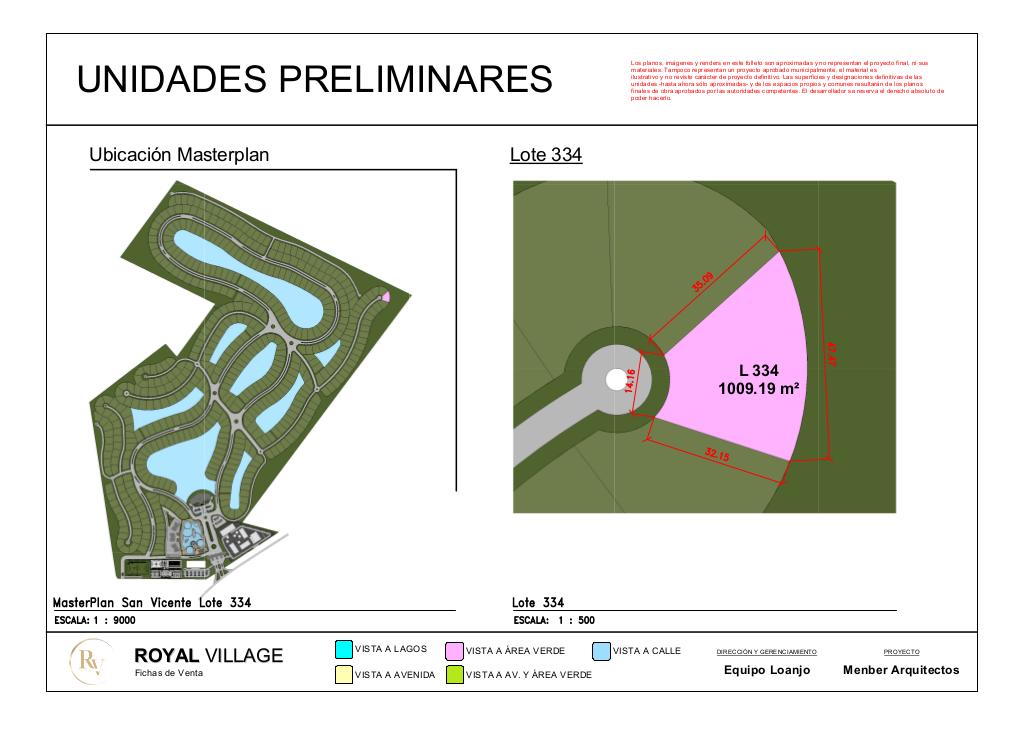 UNIDADES PRELIMINARES
Los planos, imágenes y renders en este folleto son aproximadas y no representan el proyecto final, ni sus
materiales. Tampoco representan un proyecto aprobado municipalmente, el material es
ilustrativo y no reviste carácter de proyecto definitivo. Las superficies y designaciones definitivas de las
unidades -hasta ahora sólo aproximadas- y de los espacios propios y comunes resultarán de los planos
finales de obra aprobados por las autoridades competentes. El desarrollador se reserva el derecho absoluto de
poder hacerlo.
Ubicación Masterplan
Lote 334
35.09
47.47
14.16
L 334
1009.19 m²
32.15
MasterPlan San Vicente Lote 334
ESCALA: 1 : 9000
Lote 334
ESCALA: 1 : 500
RV
ROYAL VILLAGE
Fichas de Venta
VISTA A LAGOS
VISTA A ÁREA VERDE
VISTA A CALLE
VISTA A AVENIDA
VISTA A AV. Y ÁREA VERDE
DIRECCIÓN Y GERENCIAMIENTO
Equipo Loanjo
PROYECTO
Menber Arquitectos